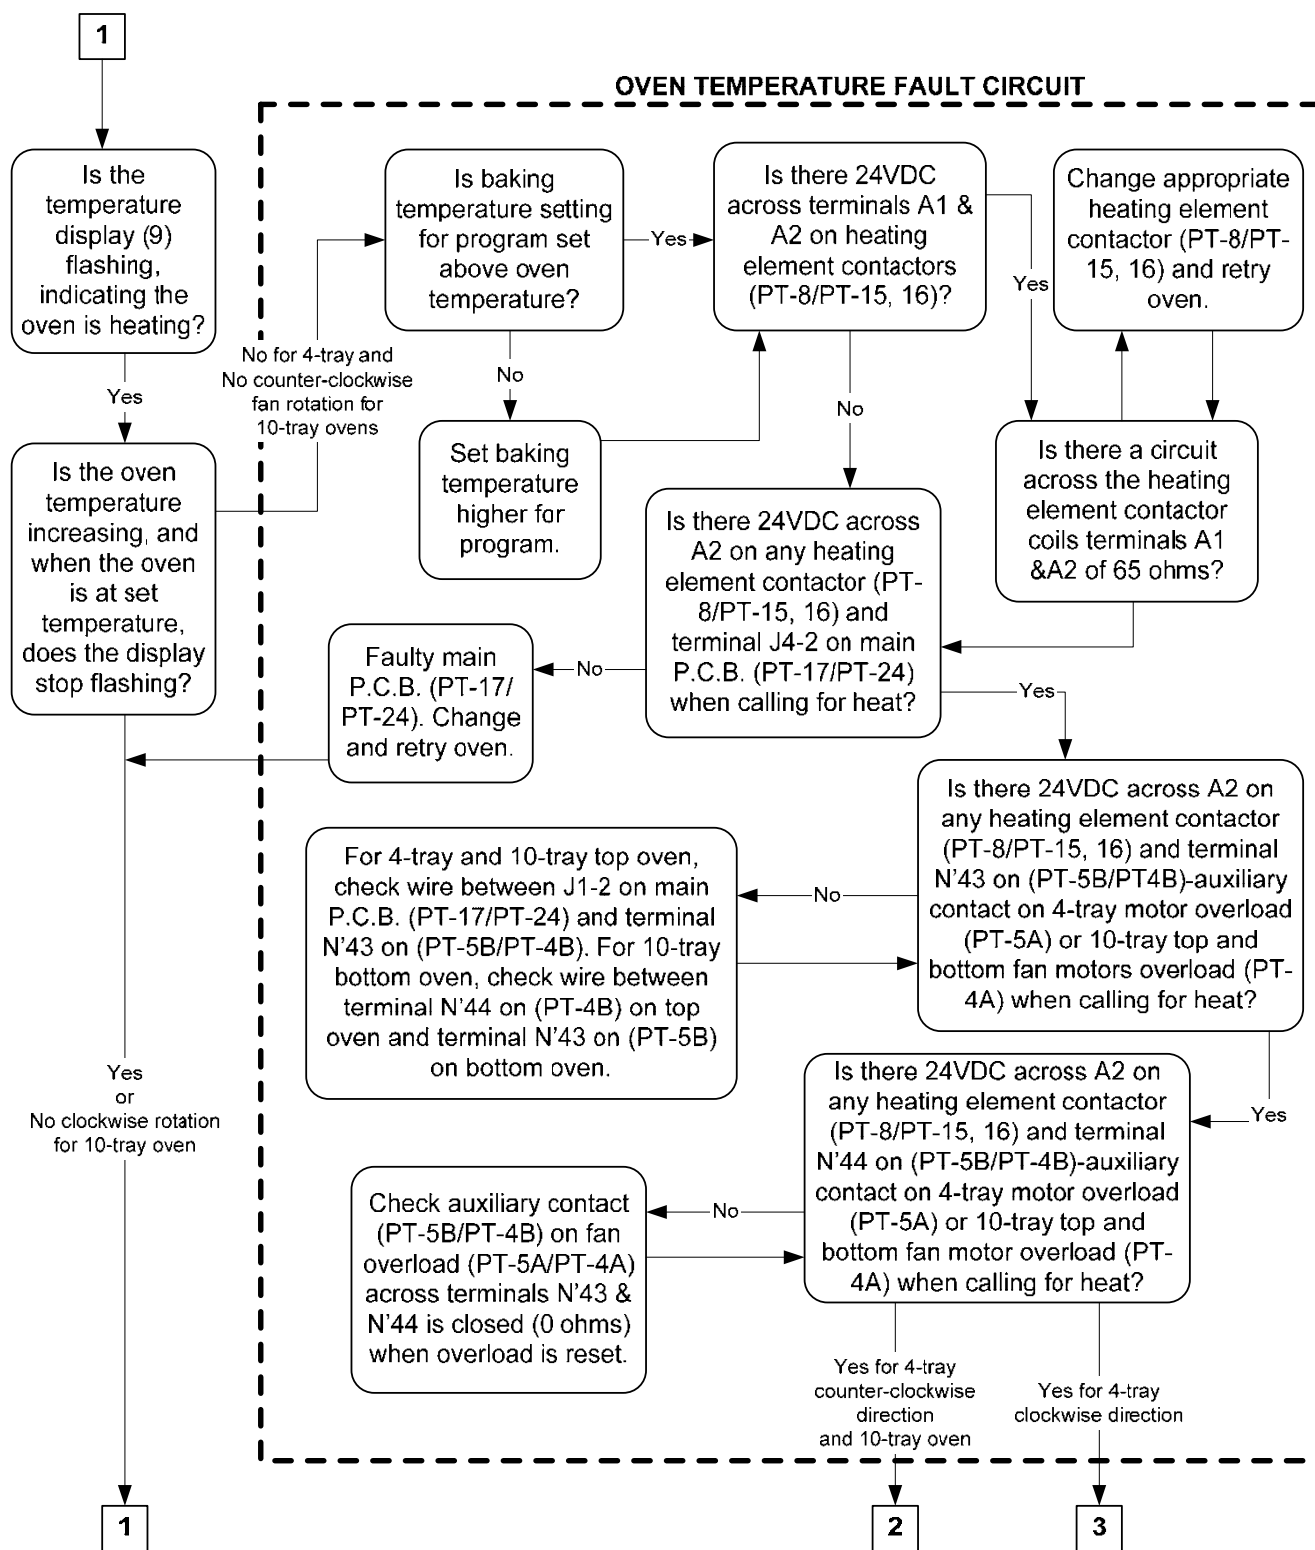 1
OVEN TEMPERATURE FAULT CIRCUIT
Is the
temperature
display (9)
flashing,
indicating the
oven is heating?
Yes
Is the oven
temperature
increasing, and
when the oven
is at set
temperature,
does the display
stop flashing?
No for 4-tray and
No counter-clockwise
fan rotation for
10-tray ovens
Is baking
temperature setting
for program set
above oven
temperature?
Yes
No
Set baking
temperature
higher for
program.
Is there 24VDC
across terminals A1 &
A2 on heating
element contactors
(PT-8/PT-15, 16)?
Yes
No
Change appropriate
heating element
contactor (PT-8/PT-
15, 16) and retry
oven.
Is there a circuit
across the heating
element contactor
coils terminals A1
&A2 of 65 ohms?
Is there 24VDC across
A2 on any heating
element contactor (PT-
8/PT-15, 16) and
terminal J4-2 on main
P.C.B. (PT-17/PT-24)
when calling for heat?
No
Yes
Faulty main
P.C.B. (PT-17/
PT-24). Change
and retry oven.
Is there 24VDC across A2 on
any heating element contactor
(PT-8/PT-15, 16) and terminal
N'43 on (PT-5B/PT4B)-auxiliary
contact on 4-tray motor overload
(PT-5A) or 10-tray top and
bottom fan motors overload (PT-
4A) when calling for heat?
No
Yes
For 4-tray and 10-tray top oven,
check wire between J1-2 on main
P.C.B. (PT-17/PT-24) and terminal
N'43 on (PT-5B/PT-4B). For 10-tray
bottom oven, check wire between
terminal N'44 on (PT-4B) on top
oven and terminal N'43 on (PT-5B)
on bottom oven.
Is there 24VDC across A2 on
any heating element contactor
(PT-8/PT-15, 16) and terminal
N'44 on (PT-5B/PT-4B)-auxiliary
contact on 4-tray motor overload
(PT-5A) or 10-tray top and
bottom fan motor overload (PT-
4A) when calling for heat?
No
Check auxiliary contact
(PT-5B/PT-4B) on fan
overload (PT-5A/PT-4A)
across terminals N'43 &
N'44 is closed (0 ohms)
when overload is reset.
Yes
or
No clockwise rotation
for 10-tray oven
Yes for 4-tray
counter-clockwise
direction
and 10-tray oven
Yes for 4-tray
clockwise direction
1
2
3